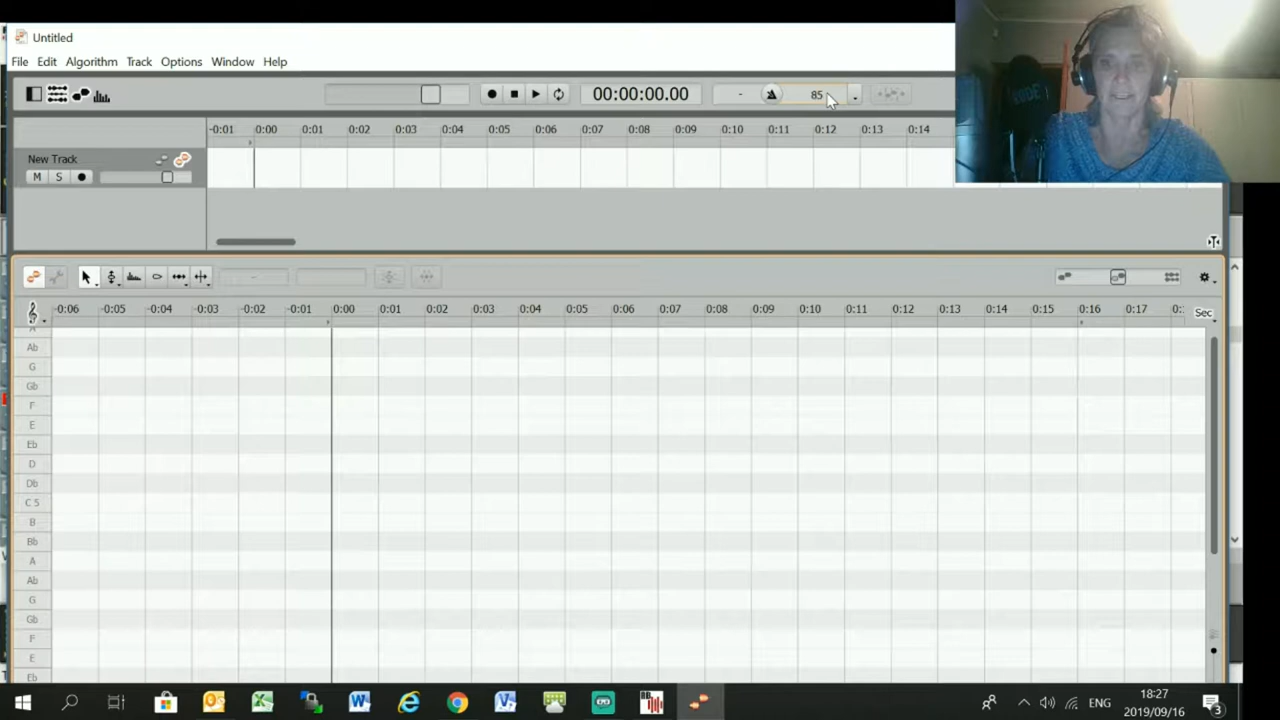 Untitled
File Edit Algorithm Track Options Window Help
00:00:00.00 - 85
-0:01 0:00 0:01 0:02 0:03 0:04 0:05 0:06 0:07 0:08 0:09 0:10 0:11 0:12 0:13 0:14
New Track
M S
-0:06 -0:05 -0:04 -0:03 -0:02 -0:01 0:00 0:01 0:02 0:03 0:04 0:05 0:06 0:07 0:08 0:09 0:10 0:11 0:12 0:13 0:14 0:15 0:16 0:17 Sec
Ab
G
Gb
F
E
Eb
D
Db
C 5
B
Bb
A
Ab
G
Gb
F
E
Eb
18:27
ENG
2019/09/16
3